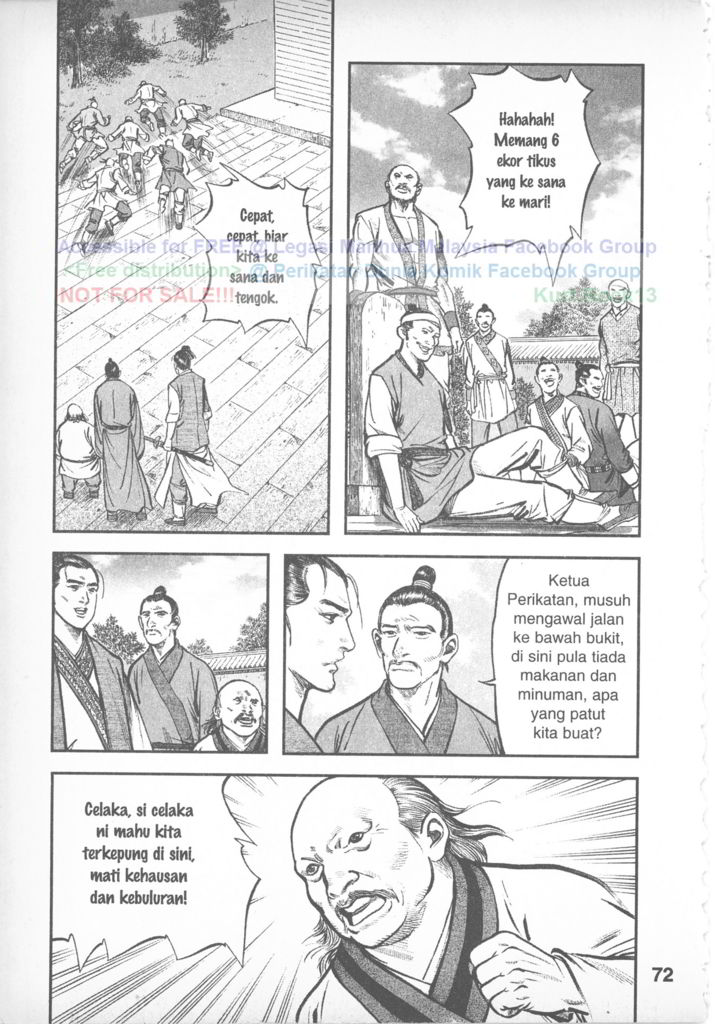 Cepat,
cepat, biar
kita ke
sana dan
tengok.
Hahahah!
Memang 6
ekor tikus
yang ke sana
ke mari!
Accessible for FREE @ Legasi Manhua Malaysia Facebook Group
<Free distribution> @ Perikatan Dunia Komik Facebook Group
NOT FOR SALE!!!
Ketua
Perikatan, musuh
mengawal jalan
ke bawah bukit,
di sini pula tiada
makanan dan
minuman, apa
yang patut
kita buat?
Celaka, si celaka
ni mahu kita
terkepung di sini,
mati kehausan
dan kebuluran!
72